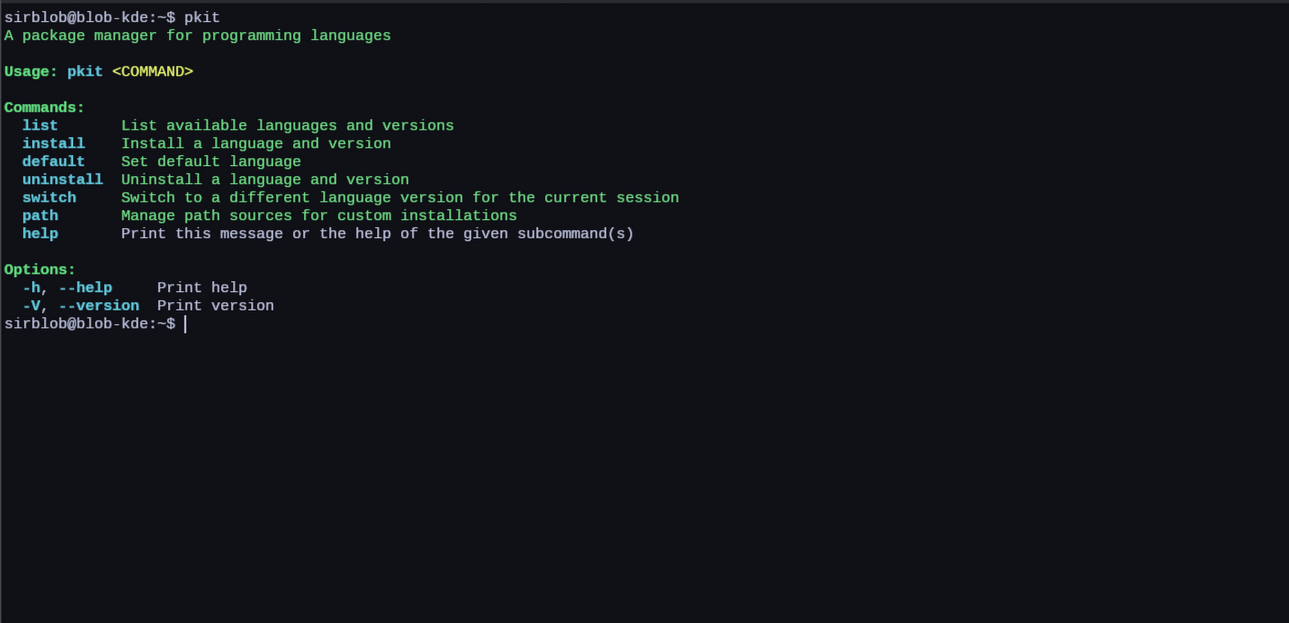 sirblob@blob-kde:~$ pkit
A package manager for programming languages
Usage: pkit <COMMAND>
Commands:
  list       List available languages and versions
  install    Install a language and version
  default    Set default language
  uninstall  Uninstall a language and version
  switch     Switch to a different language version for the current session
  path       Manage path sources for custom installations
  help       Print this message or the help of the given subcommand(s)
Options:
  -h, --help     Print help
  -V, --version  Print version
sirblob@blob-kde:~$